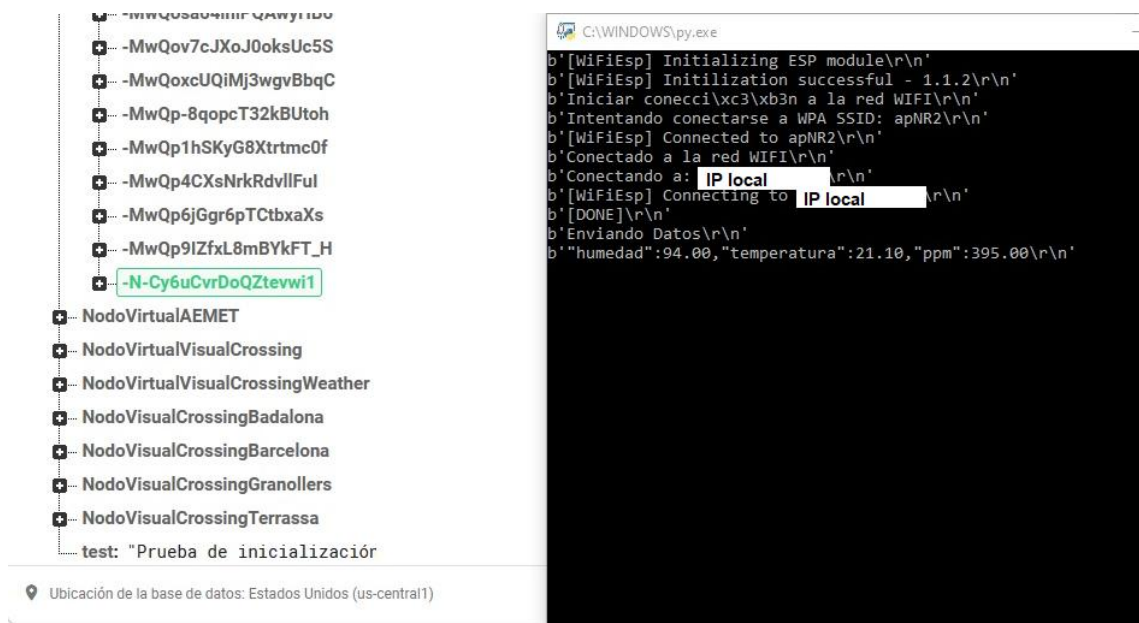 -MwQov7cJXoJ0oksUc5S
-MwQoxcUQiMj3wgvBbqC
-MwQp-8qopcT32kBUtoh
-MwQp1hSKyG8Xtrtmc0f
-MwQp4CXsNrkRdvllFuI
-MwQp6jGgr6pTCtbxaXs
-MwQp9IZfxL8mBYkFT_H
-N-Cy6uCvrDoQZtevwi1
NodoVirtualAEMET
NodoVirtualVisualCrossing
NodoVirtualVisualCrossingWeather
NodoVisualCrossingBadalona
NodoVisualCrossingBarcelona
NodoVisualCrossingGranollers
NodoVisualCrossingTerrassa
test: "Prueba de inicialización
Ubicación de la base de datos: Estados Unidos (us-central1)
C:\WINDOWS\py.exe
b'[WiFiEsp] Initializing ESP module\r\n'
b'[WiFiEsp] Initilization successful - 1.1.2\r\n'
b'Iniciar conecci\xc3\xb3n a la red WIFI\r\n'
b'Intentando conectarse a WPA SSID: apNR2\r\n'
b'[WiFiEsp] Connected to apNR2\r\n'
b'Conectado a la red WIFI\r\n'
b'Conectando a: IP local \r\n'
b'[WiFiEsp] Connecting to IP local \r\n'
b'[DONE]\r\n'
b'Enviando Datos\r\n'
b'"humedad":94.00,"temperatura":21.10,"ppm":395.00\r\n'